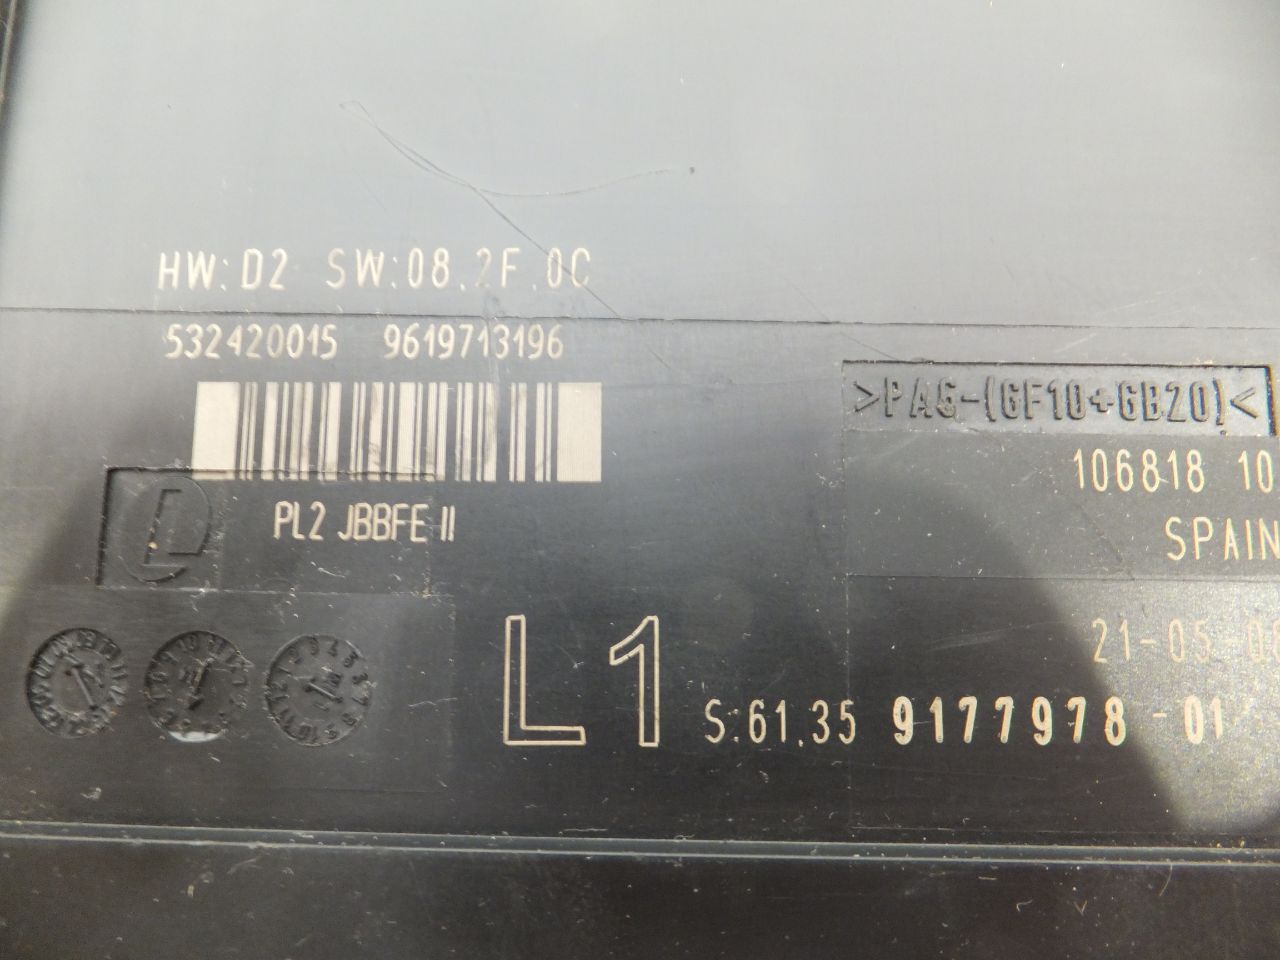 HW:D2 SW:08.2F.0C
532420015 9619713196
>PA6-(GF10+GB20)<
106818 10
PL2 JBBFE II
SPAIN
L
21-05-0
L1
S:61.35 9177978-01